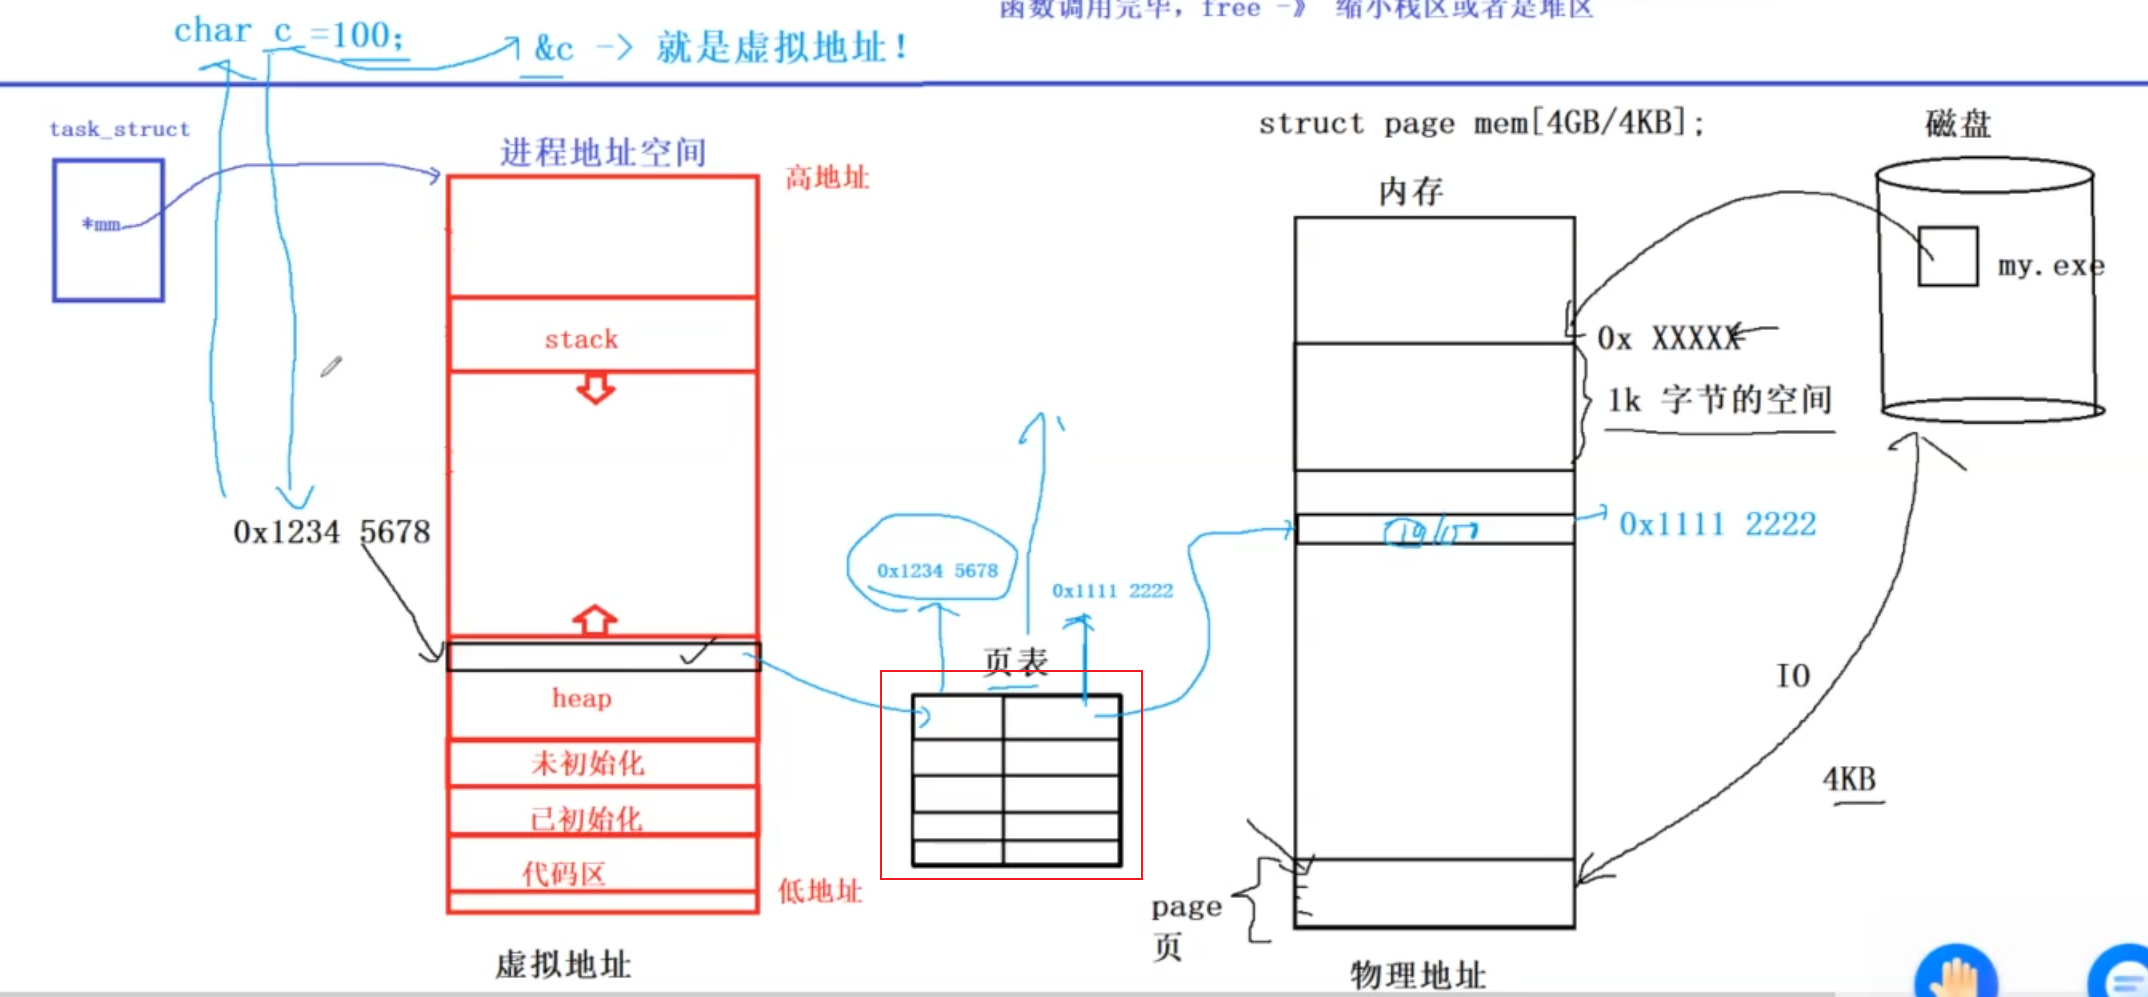 函数调用完毕，free -》 缩小栈区或者是堆区
char c =100;
&c -> 就是虚拟地址！
task_struct
*mm
进程地址空间
高地址
struct page mem[4GB/4KB];
内存
磁盘
my.exe
stack
0x XXXXX
1k 字节的空间
0x1234 5678
0x1111 2222
0x1234 5678
0x1111 2222
页表
heap
IO
未初始化
4KB
已初始化
代码区
低地址
page
页
虚拟地址
物理地址